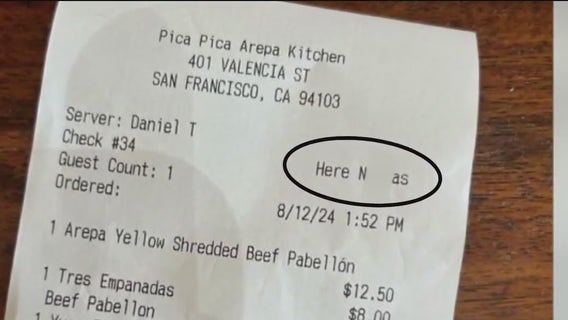 Pica Pica Arepa Kitchen
401 VALENCIA ST
SAN FRANCISCO, CA 94103
Server: Daniel T
Check #34
Guest Count: 1
Ordered:
Here N as
8/12/24 1:52 PM
1 Arepa Yellow Shredded Beef Pabellón
$12.50
1 Tres Empanadas
Beef Pabellon
$8.00